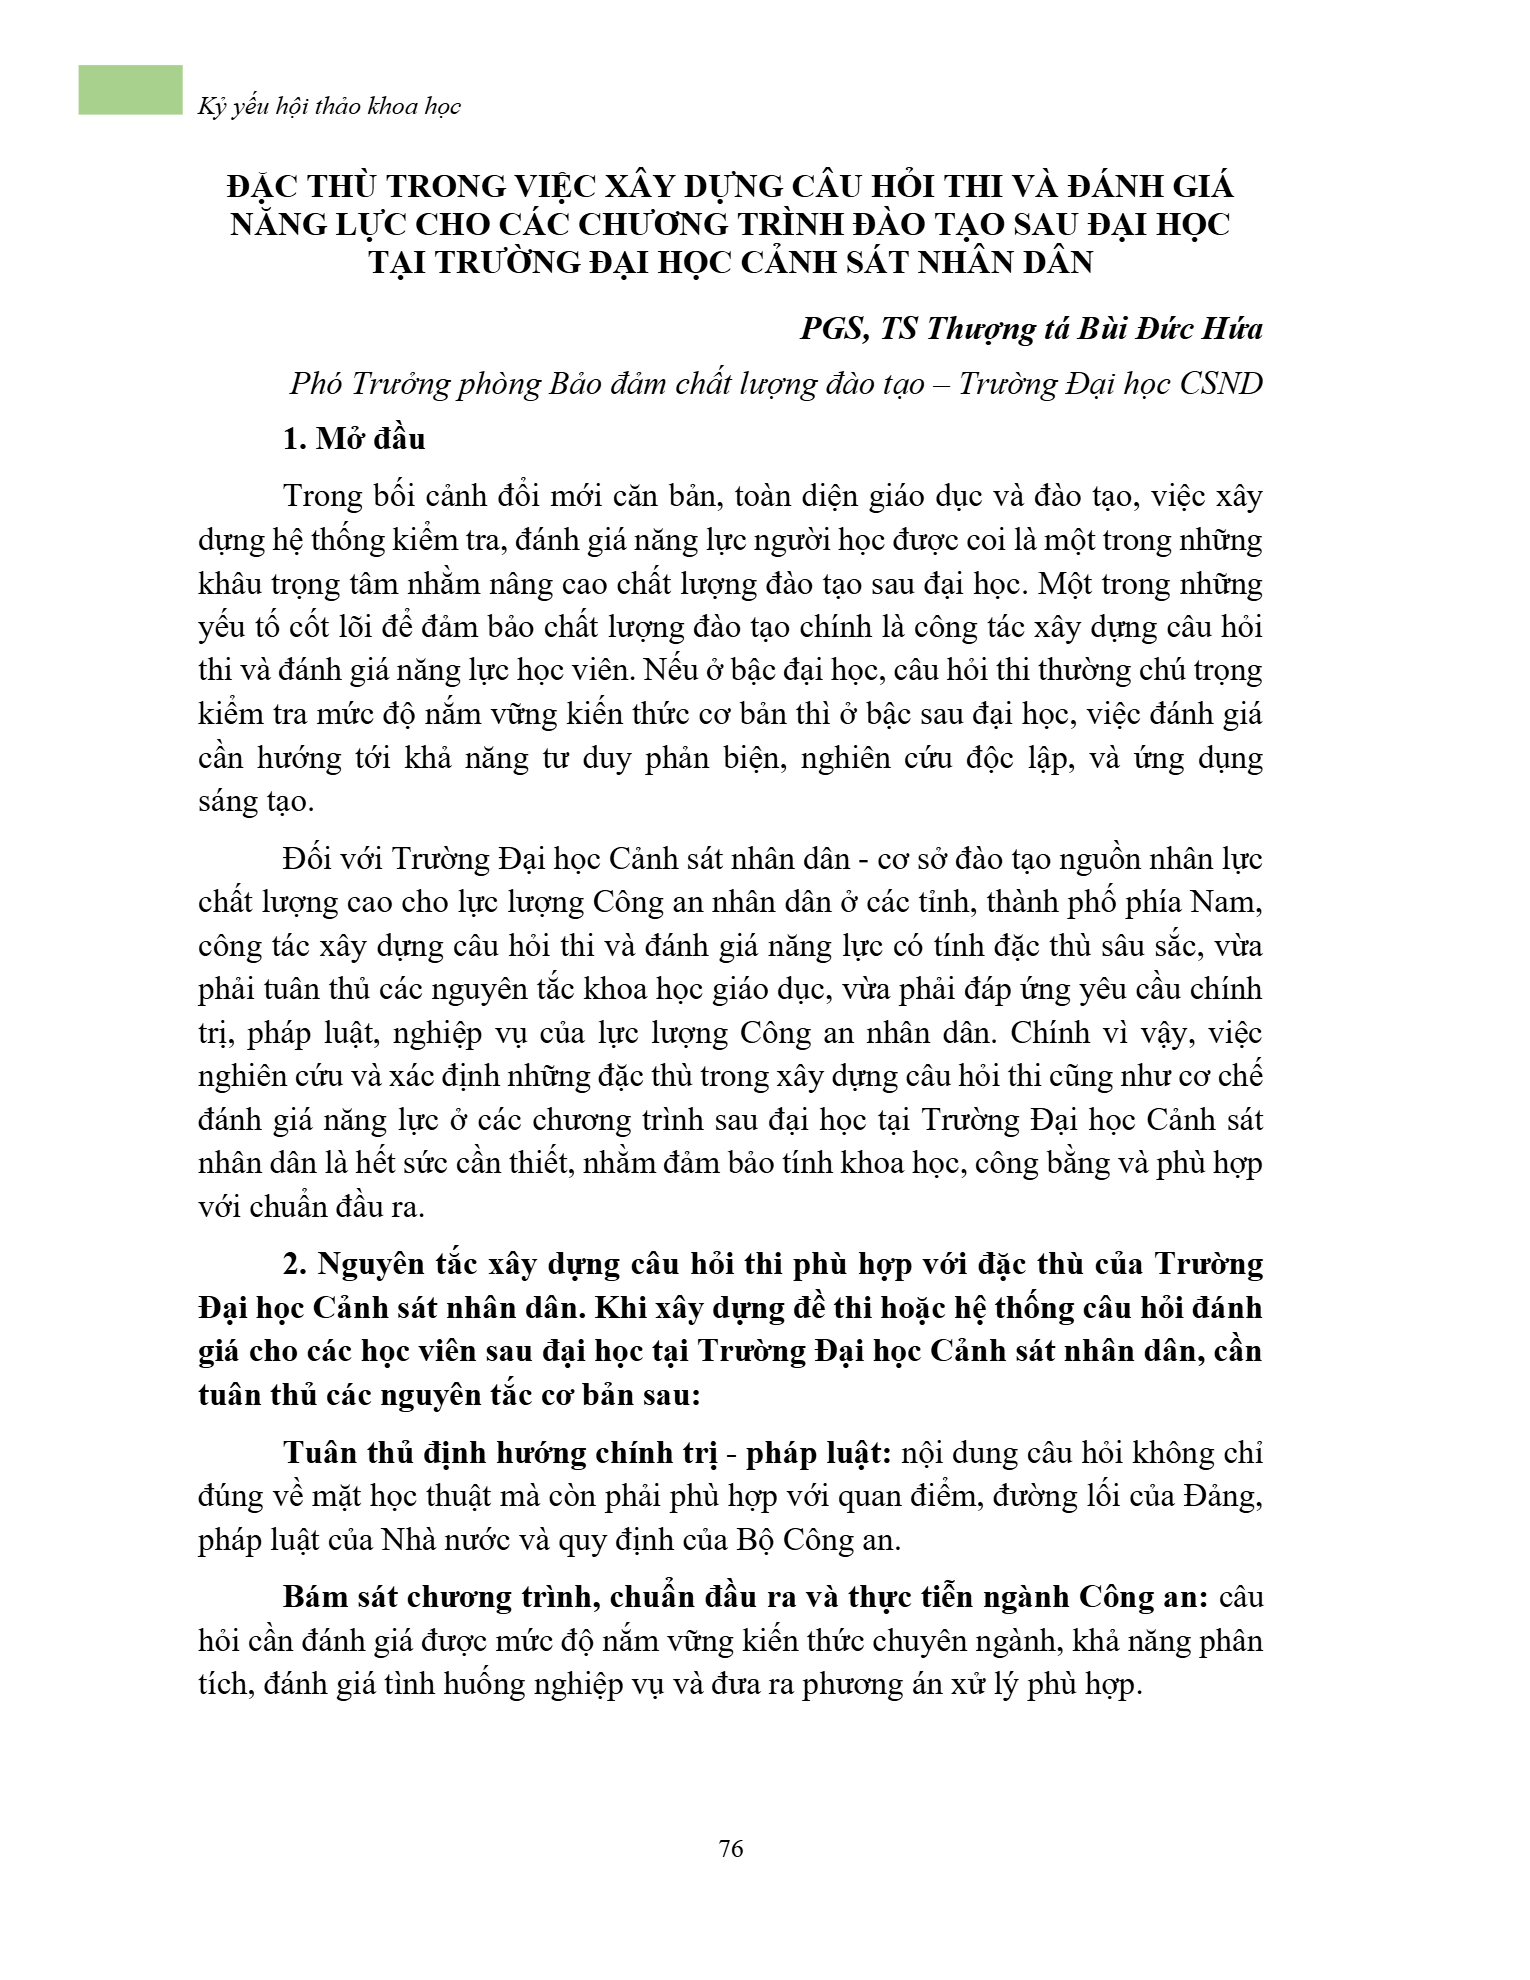 Kỷ yếu hội thảo khoa học
ĐẶC THÙ TRONG VIỆC XÂY DỰNG CÂU HỎI THI VÀ ĐÁNH GIÁ
NĂNG LỰC CHO CÁC CHƯƠNG TRÌNH ĐÀO TẠO SAU ĐẠI HỌC
TẠI TRƯỜNG ĐẠI HỌC CẢNH SÁT NHÂN DÂN
PGS, TS Thượng tá Bùi Đức Hứa
Phó Trưởng phòng Bảo đảm chất lượng đào tạo – Trường Đại học CSND
1. Mở đầu
Trong bối cảnh đổi mới căn bản, toàn diện giáo dục và đào tạo, việc xây
dựng hệ thống kiểm tra, đánh giá năng lực người học được coi là một trong những
khâu trọng tâm nhằm nâng cao chất lượng đào tạo sau đại học. Một trong những
yếu tố cốt lõi để đảm bảo chất lượng đào tạo chính là công tác xây dựng câu hỏi
thi và đánh giá năng lực học viên. Nếu ở bậc đại học, câu hỏi thi thường chú trọng
kiểm tra mức độ nắm vững kiến thức cơ bản thì ở bậc sau đại học, việc đánh giá
cần hướng tới khả năng tư duy phản biện, nghiên cứu độc lập, và ứng dụng
sáng tạo.
Đối với Trường Đại học Cảnh sát nhân dân - cơ sở đào tạo nguồn nhân lực
chất lượng cao cho lực lượng Công an nhân dân ở các tỉnh, thành phố phía Nam,
công tác xây dựng câu hỏi thi và đánh giá năng lực có tính đặc thù sâu sắc, vừa
phải tuân thủ các nguyên tắc khoa học giáo dục, vừa phải đáp ứng yêu cầu chính
trị, pháp luật, nghiệp vụ của lực lượng Công an nhân dân. Chính vì vậy, việc
nghiên cứu và xác định những đặc thù trong xây dựng câu hỏi thi cũng như cơ chế
đánh giá năng lực ở các chương trình sau đại học tại Trường Đại học Cảnh sát
nhân dân là hết sức cần thiết, nhằm đảm bảo tính khoa học, công bằng và phù hợp
với chuẩn đầu ra.
2. Nguyên tắc xây dựng câu hỏi thi phù hợp với đặc thù của Trường
Đại học Cảnh sát nhân dân. Khi xây dựng đề thi hoặc hệ thống câu hỏi đánh
giá cho các học viên sau đại học tại Trường Đại học Cảnh sát nhân dân, cần
tuân thủ các nguyên tắc cơ bản sau:
Tuân thủ định hướng chính trị - pháp luật: nội dung câu hỏi không chỉ
đúng về mặt học thuật mà còn phải phù hợp với quan điểm, đường lối của Đảng,
pháp luật của Nhà nước và quy định của Bộ Công an.
Bám sát chương trình, chuẩn đầu ra và thực tiễn ngành Công an: câu
hỏi cần đánh giá được mức độ nắm vững kiến thức chuyên ngành, khả năng phân
tích, đánh giá tình huống nghiệp vụ và đưa ra phương án xử lý phù hợp.
76